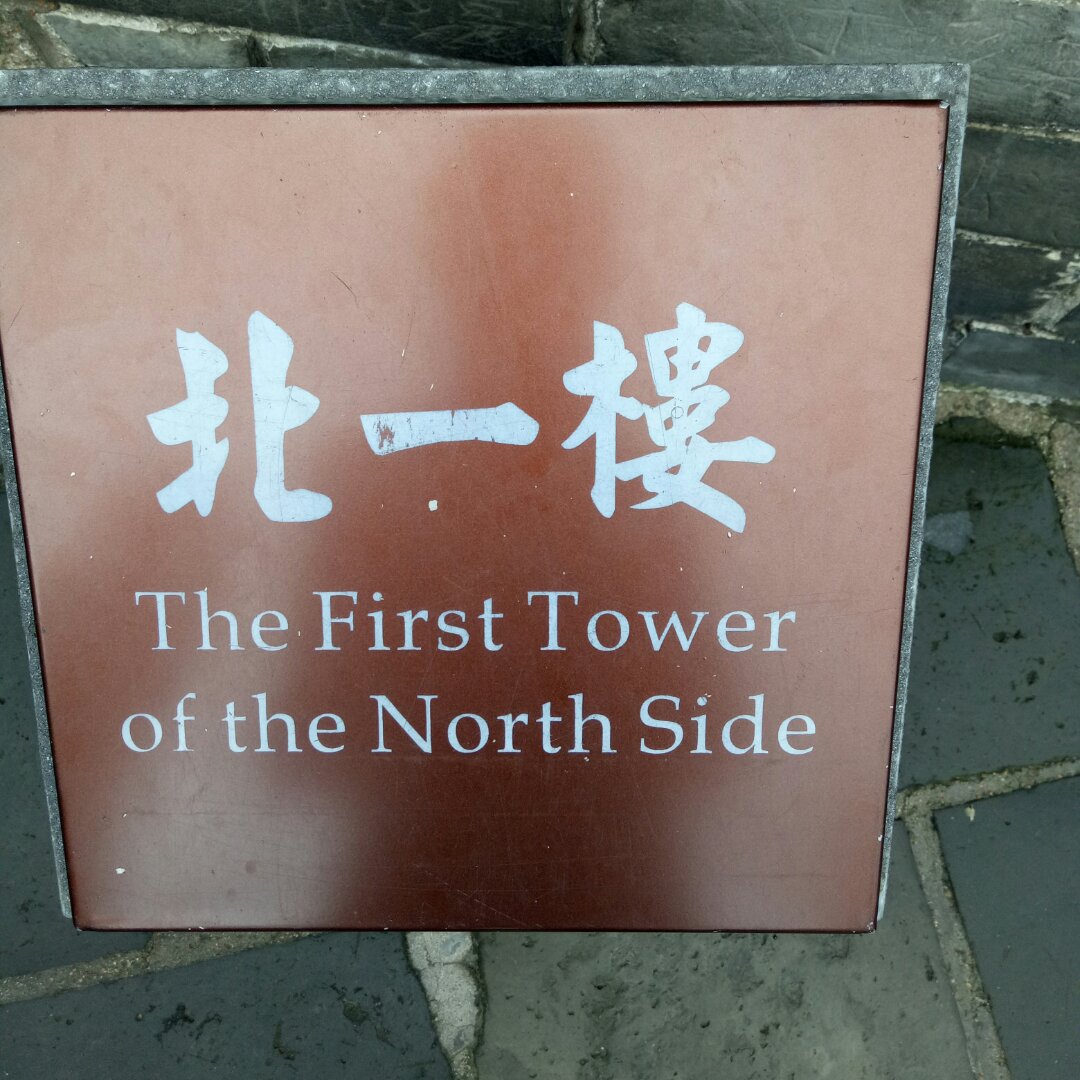 北一樓
The First Tower
of the North Side